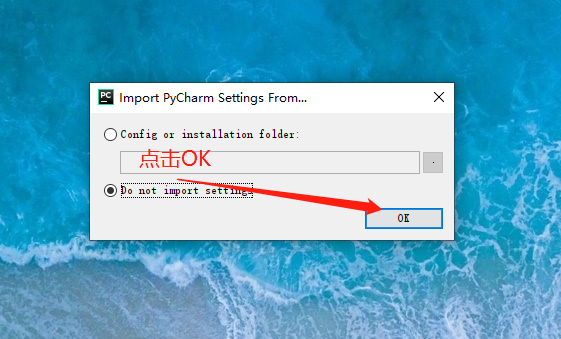 PC
Import PyCharm Settings From...
Config or installation folder:
点击OK
Do not import settings
OK